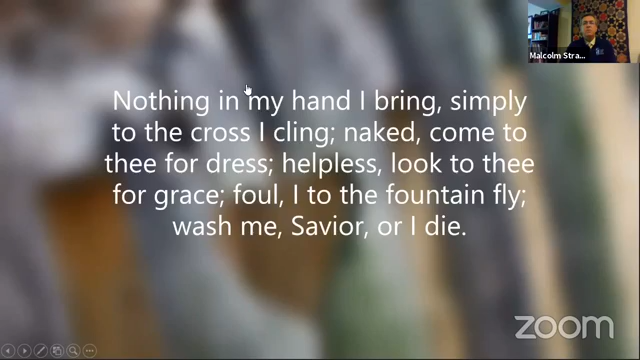 Malcolm Stra...
Nothing in my hand I bring, simply
to the cross I cling; naked, come to
thee for dress; helpless, look to thee
for grace; foul, I to the fountain fly;
wash me, Savior, or I die.
zoom